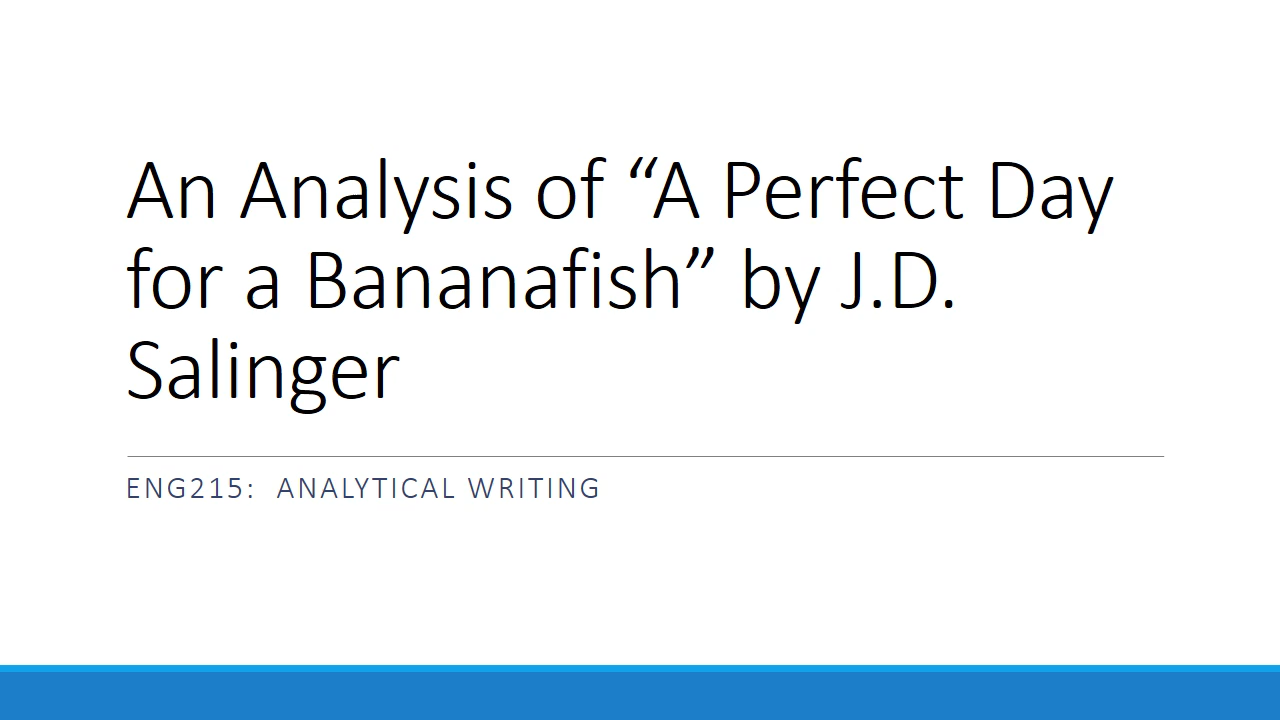 An Analysis of “A Perfect Day
for a Bananafish” by J.D.
Salinger
ENG215:  ANALYTICAL WRITING